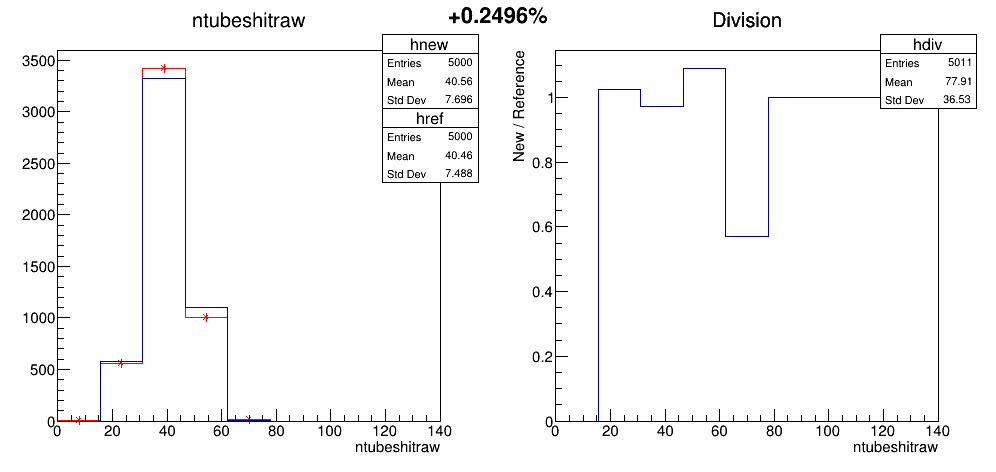 +0.2496%
ntubeshitraw
hnew
Entries 5000
Mean 40.56
Std Dev 7.696
href
Entries 5000
Mean 40.46
Std Dev 7.488
3500
3000
2500
2000
1500
1000
500
0
0 20 40 60 80 100 120 140
ntubeshitraw
Division
hdiv
Entries 5011
Mean 77.91
Std Dev 36.53
New / Reference
1
0.8
0.6
0.4
0.2
0
0 20 40 60 80 100 120 140
ntubeshitraw